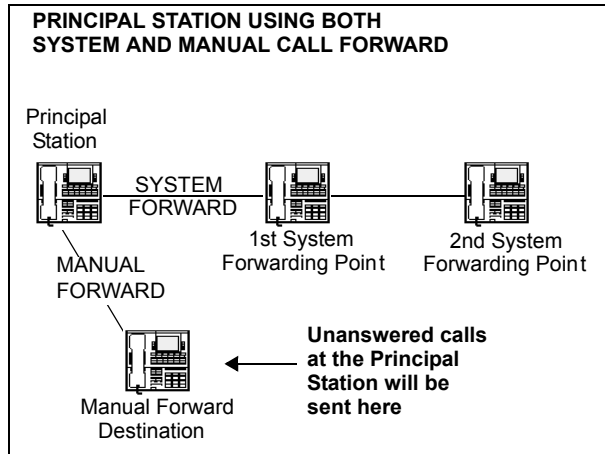 PRINCIPAL STATION USING BOTH
SYSTEM AND MANUAL CALL FORWARD
Principal
Station
SYSTEM
FORWARD
1st System
Forwarding Point
2nd System
Forwarding Point
MANUAL
FORWARD
Unanswered calls
at the Principal
Station will be
sent here
Manual Forward
Destination